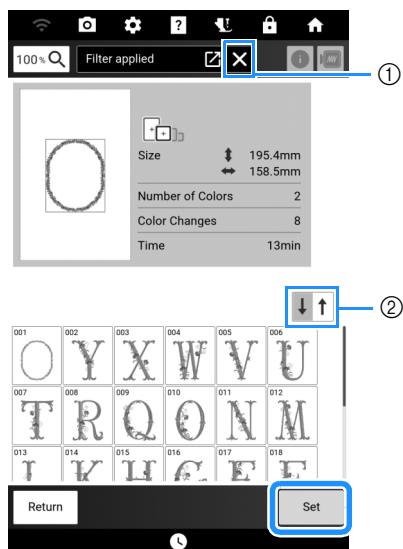 ?
100% Filter applied i
①
Size 195.4mm
158.5mm
Number of Colors 2
Color Changes 8
Time 13min
②
001 002 003 004 005 006
O Y X W V U
007 008 009 010 011 012
T R Q O N M
013 014 015 016 017 018
I K H G E F
Return Set